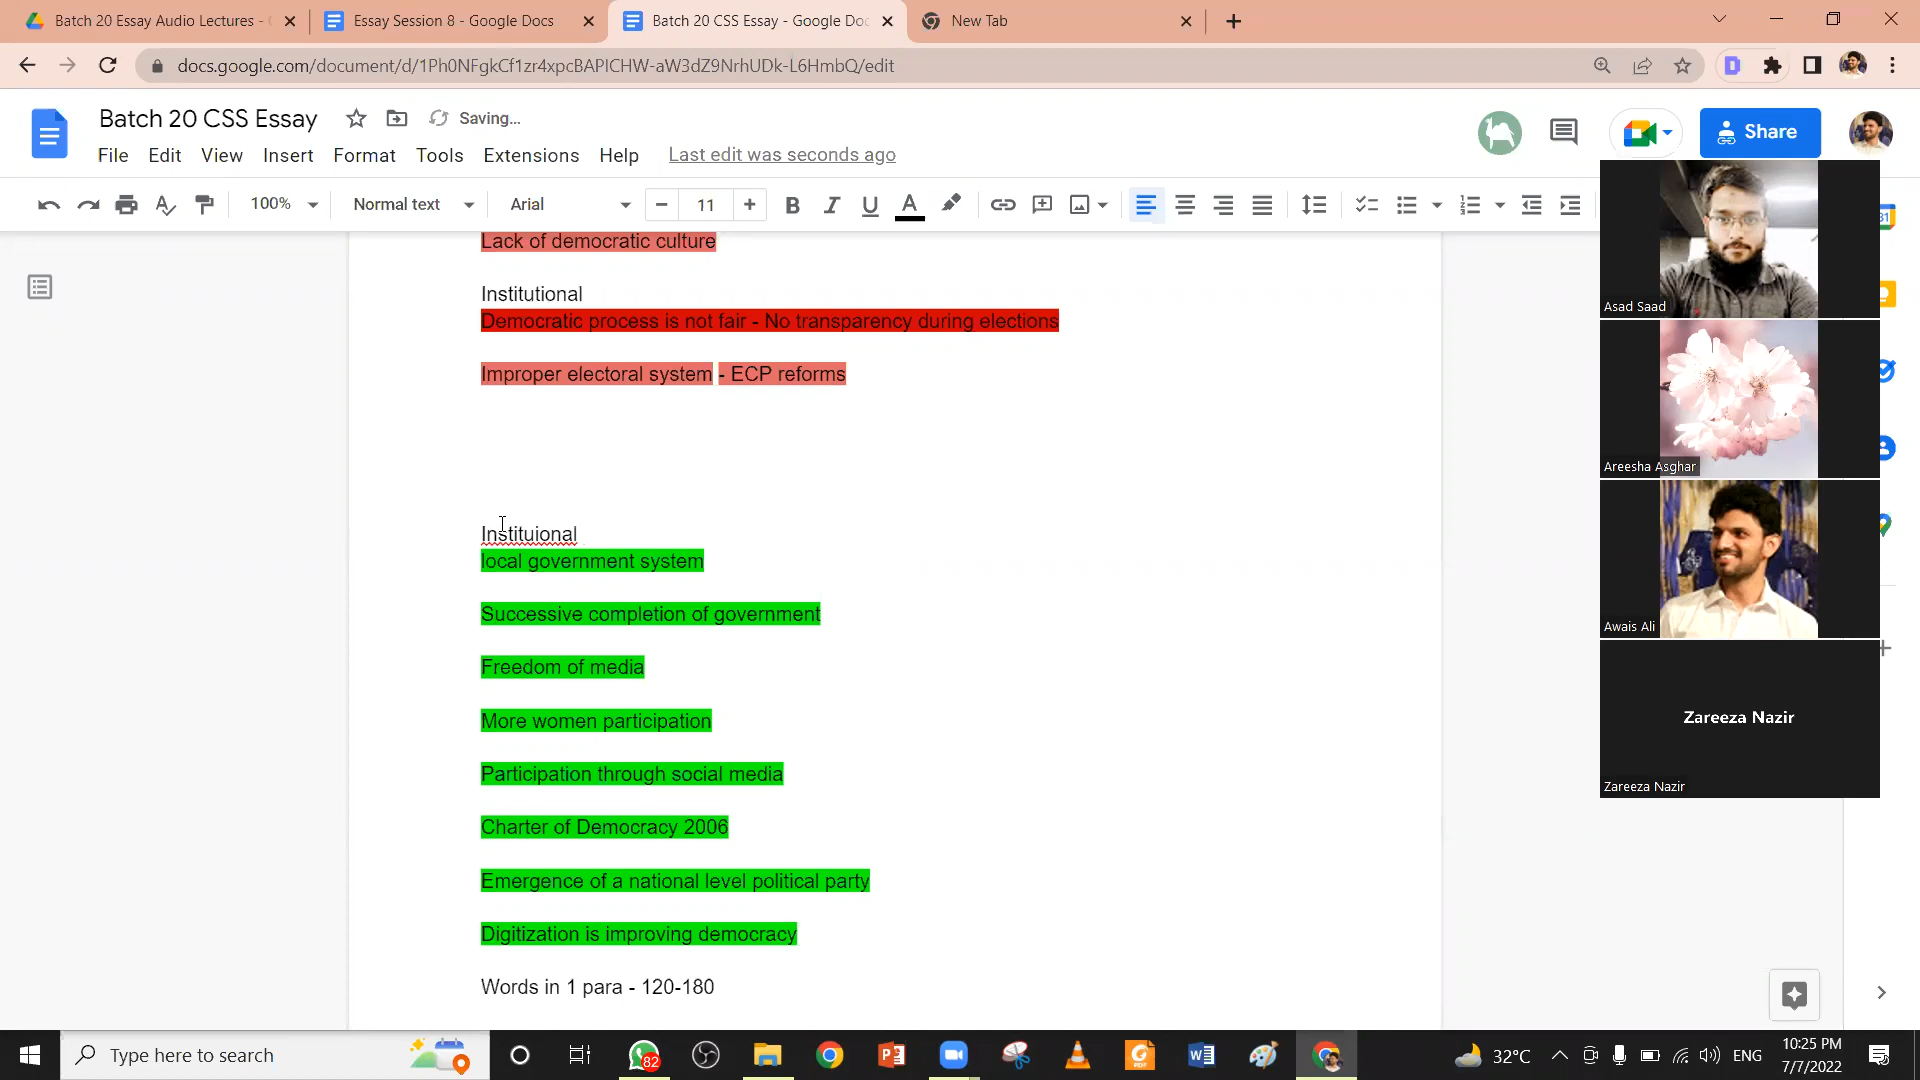 Batch 20 Essay Audio Lectures -
Essay Session 8 - Google Docs
Batch 20 CSS Essay - Google Doc
New Tab
docs.google.com/document/d/1Ph0NFgkCf1zr4xpcBAPlCHW-aW3dZ9NrhUDk-L6HmbQ/edit
Batch 20 CSS Essay
Saving...
File Edit View Insert Format Tools Extensions Help Last edit was seconds ago
Share
100% Normal text Arial 11
Lack of democratic culture
Institutional
Democratic process is not fair - No transparency during elections
Improper electoral system - ECP reforms
Instituional
local government system
Successive completion of government
Freedom of media
More women participation
Participation through social media
Charter of Democracy 2006
Emergence of a national level political party
Digitization is improving democracy
Words in 1 para - 120-180
Asad Saad
Areesha Asghar
Awais Ali
Zareeza Nazir
Zareeza Nazir
31
Type here to search
82
32°C
ENG
10:25 PM
7/7/2022